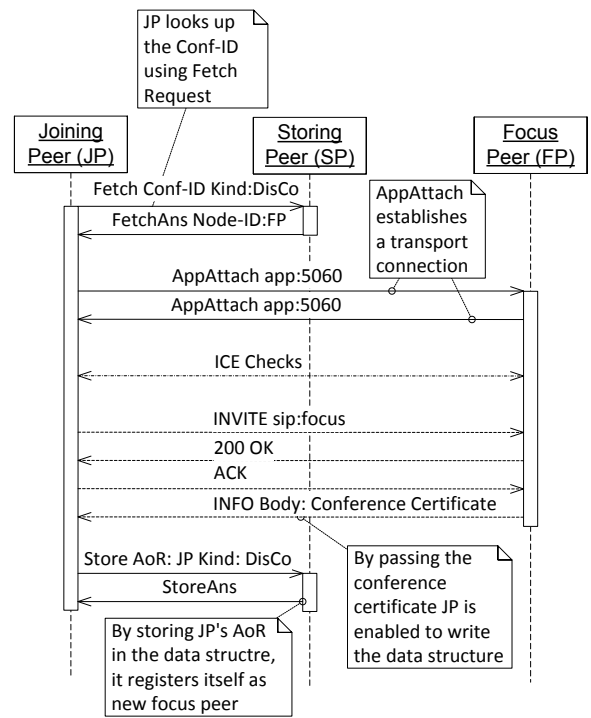 JP looks up
the Conf-ID
using Fetch
Request
Joining
Peer (JP)
Storing
Peer (SP)
Focus
Peer (FP)
Fetch Conf-ID Kind:DisCo
FetchAns Node-ID:FP
AppAttach
establishes
a transport
connection
AppAttach app:5060
AppAttach app:5060
ICE Checks
INVITE sip:focus
200 OK
ACK
INFO Body: Conference Certificate
Store AoR: JP Kind: DisCo
StoreAns
By passing the
conference
certificate JP is
enabled to write
the data structure
By storing JP's AoR
in the data structre,
it registers itself as
new focus peer